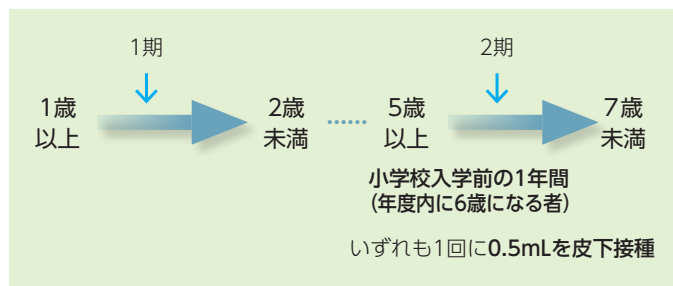 1期
2期
1歳
以上
2歳
未満
……
5歳
以上
7歳
未満
小学校入学前の1年間
（年度内に6歳になる者）
いずれも1回に0.5mLを皮下接種